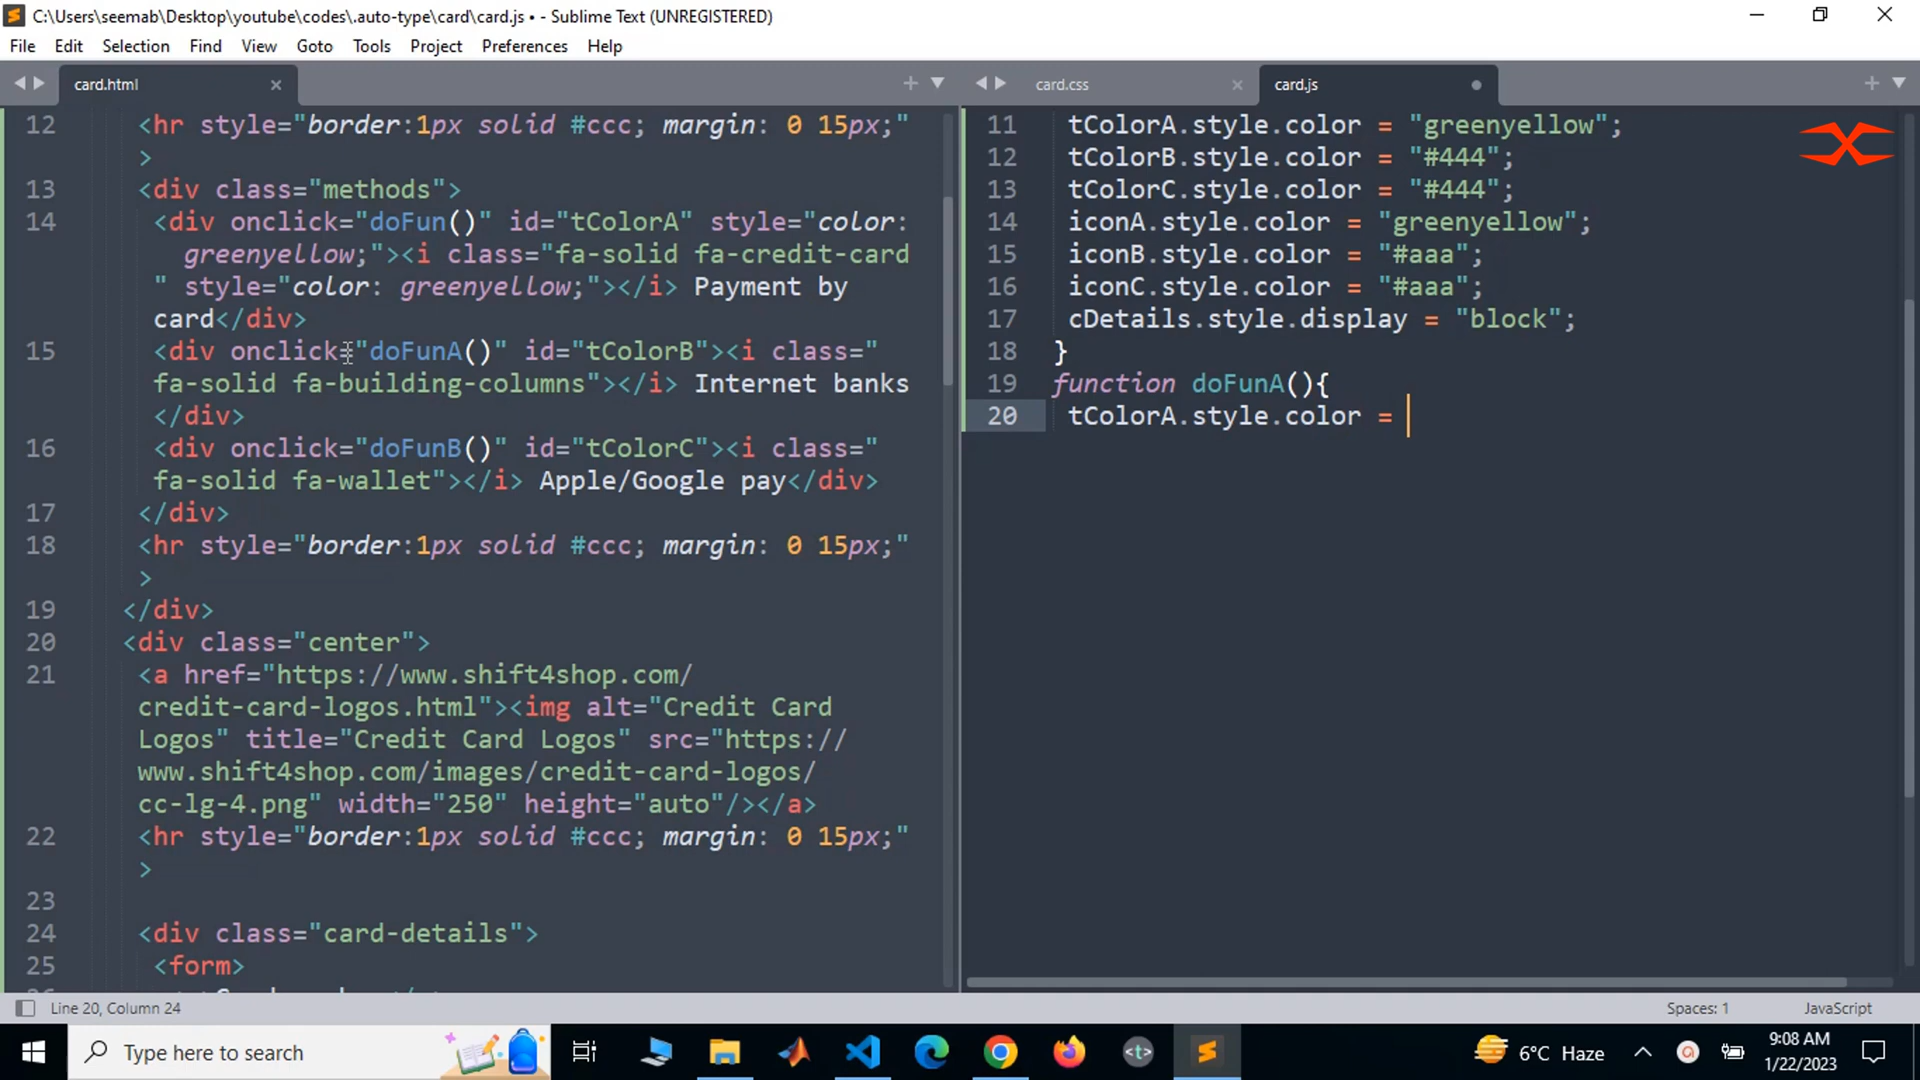 C:\Users\seemab\Desktop\youtube\codes\.auto-type\card\card.js • - Sublime Text (UNREGISTERED)
File Edit Selection Find View Goto Tools Project Preferences Help
card.html
card.css
card.js
12 <hr style="border:1px solid #ccc; margin: 0 15px;"
>
13 <div class="methods">
14 <div onclick="doFun()" id="tColorA" style="color:
greenyellow;"><i class="fa-solid fa-credit-card
" style="color: greenyellow;"></i> Payment by
card</div>
15 <div onclick="doFunA()" id="tColorB"><i class="
fa-solid fa-building-columns"></i> Internet banks
</div>
16 <div onclick="doFunB()" id="tColorC"><i class="
fa-solid fa-wallet"></i> Apple/Google pay</div>
17 </div>
18 <hr style="border:1px solid #ccc; margin: 0 15px;"
>
19 </div>
20 <div class="center">
21 <a href="https://www.shift4shop.com/
credit-card-logos.html"><img alt="Credit Card
Logos" title="Credit Card Logos" src="https://
www.shift4shop.com/images/credit-card-logos/
cc-lg-4.png" width="250" height="auto"/></a>
22 <hr style="border:1px solid #ccc; margin: 0 15px;"
>
23
24 <div class="card-details">
25 <form>
11 tColorA.style.color = "greenyellow";
12 tColorB.style.color = "#444";
13 tColorC.style.color = "#444";
14 iconA.style.color = "greenyellow";
15 iconB.style.color = "#aaa";
16 iconC.style.color = "#aaa";
17 cDetails.style.display = "block";
18 }
19 function doFunA(){
20 tColorA.style.color =
Line 20, Column 24
Spaces: 1
JavaScript
Type here to search
<t>
6°C Haze
9:08 AM
1/22/2023